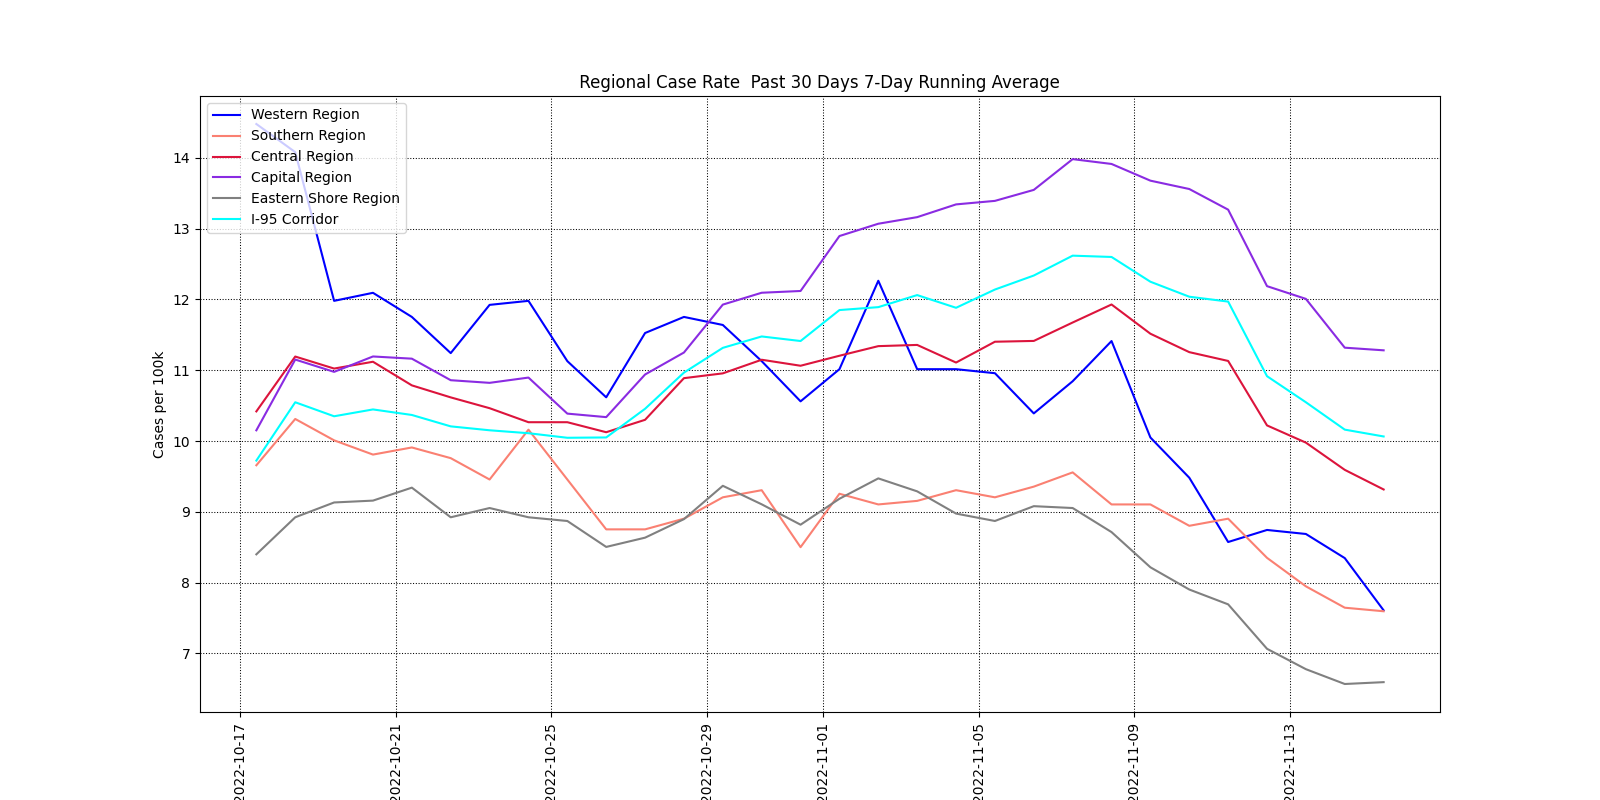 Regional Case Rate  Past 30 Days 7-Day Running Average
Western Region
Southern Region
Central Region
Capital Region
Eastern Shore Region
I-95 Corridor
14
13
12
11
10
9
8
7
Cases per 100k
2022-10-17
2022-10-21
2022-10-25
2022-10-29
2022-11-01
2022-11-05
2022-11-09
2022-11-13